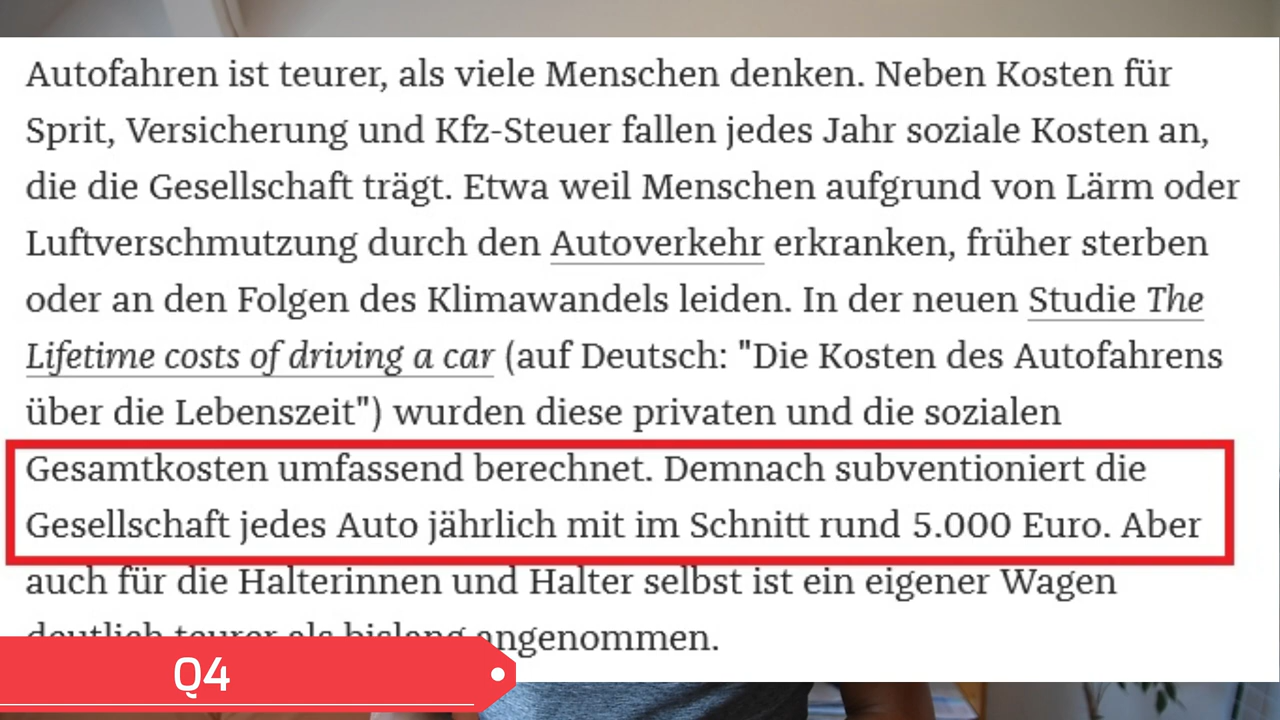 Autofahren ist teurer, als viele Menschen denken. Neben Kosten für
Sprit, Versicherung und Kfz-Steuer fallen jedes Jahr soziale Kosten an,
die die Gesellschaft trägt. Etwa weil Menschen aufgrund von Lärm oder
Luftverschmutzung durch den Autoverkehr erkranken, früher sterben
oder an den Folgen des Klimawandels leiden. In der neuen Studie The
Lifetime costs of driving a car (auf Deutsch: "Die Kosten des Autofahrens
über die Lebenszeit") wurden diese privaten und die sozialen
Gesamtkosten umfassend berechnet. Demnach subventioniert die
Gesellschaft jedes Auto jährlich mit im Schnitt rund 5.000 Euro. Aber
auch für die Halterinnen und Halter selbst ist ein eigener Wagen
deutlich teurer als bislang angenommen.
Q4